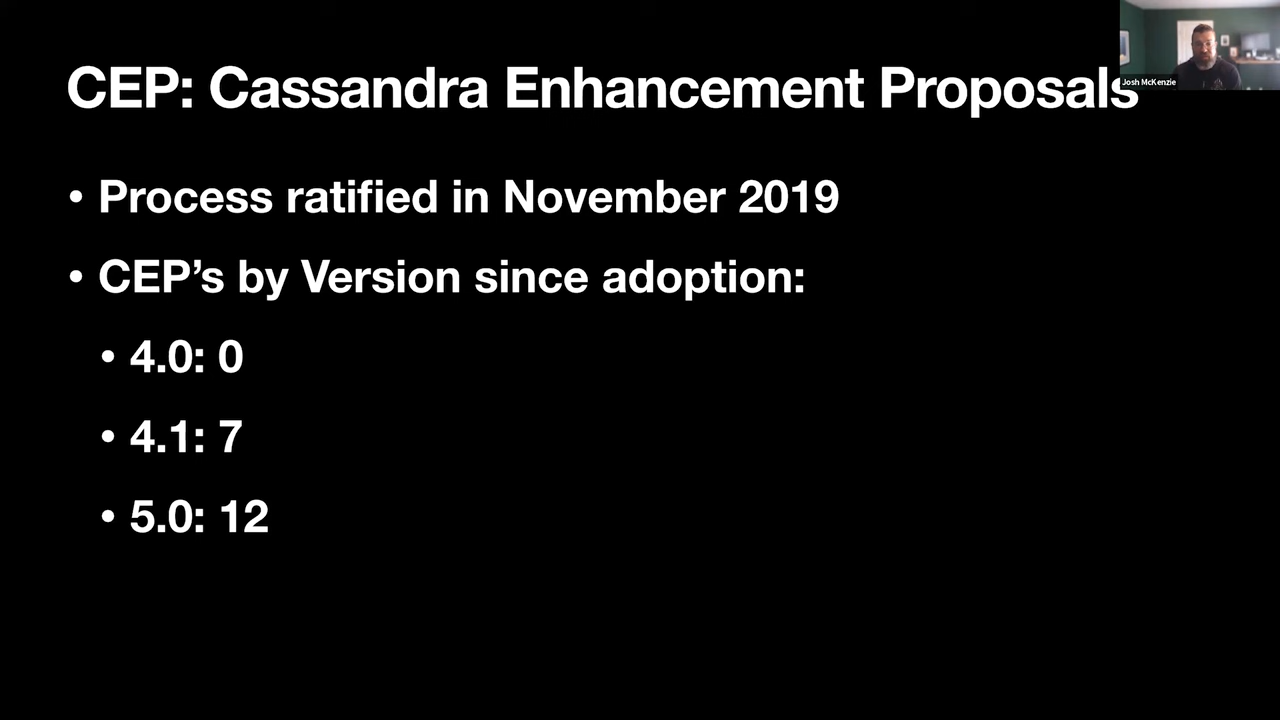 CEP: Cassandra Enhancement Proposals
Josh McKenzie
• Process ratified in November 2019
• CEP’s by Version since adoption:
• 4.0: 0
• 4.1: 7
• 5.0: 12